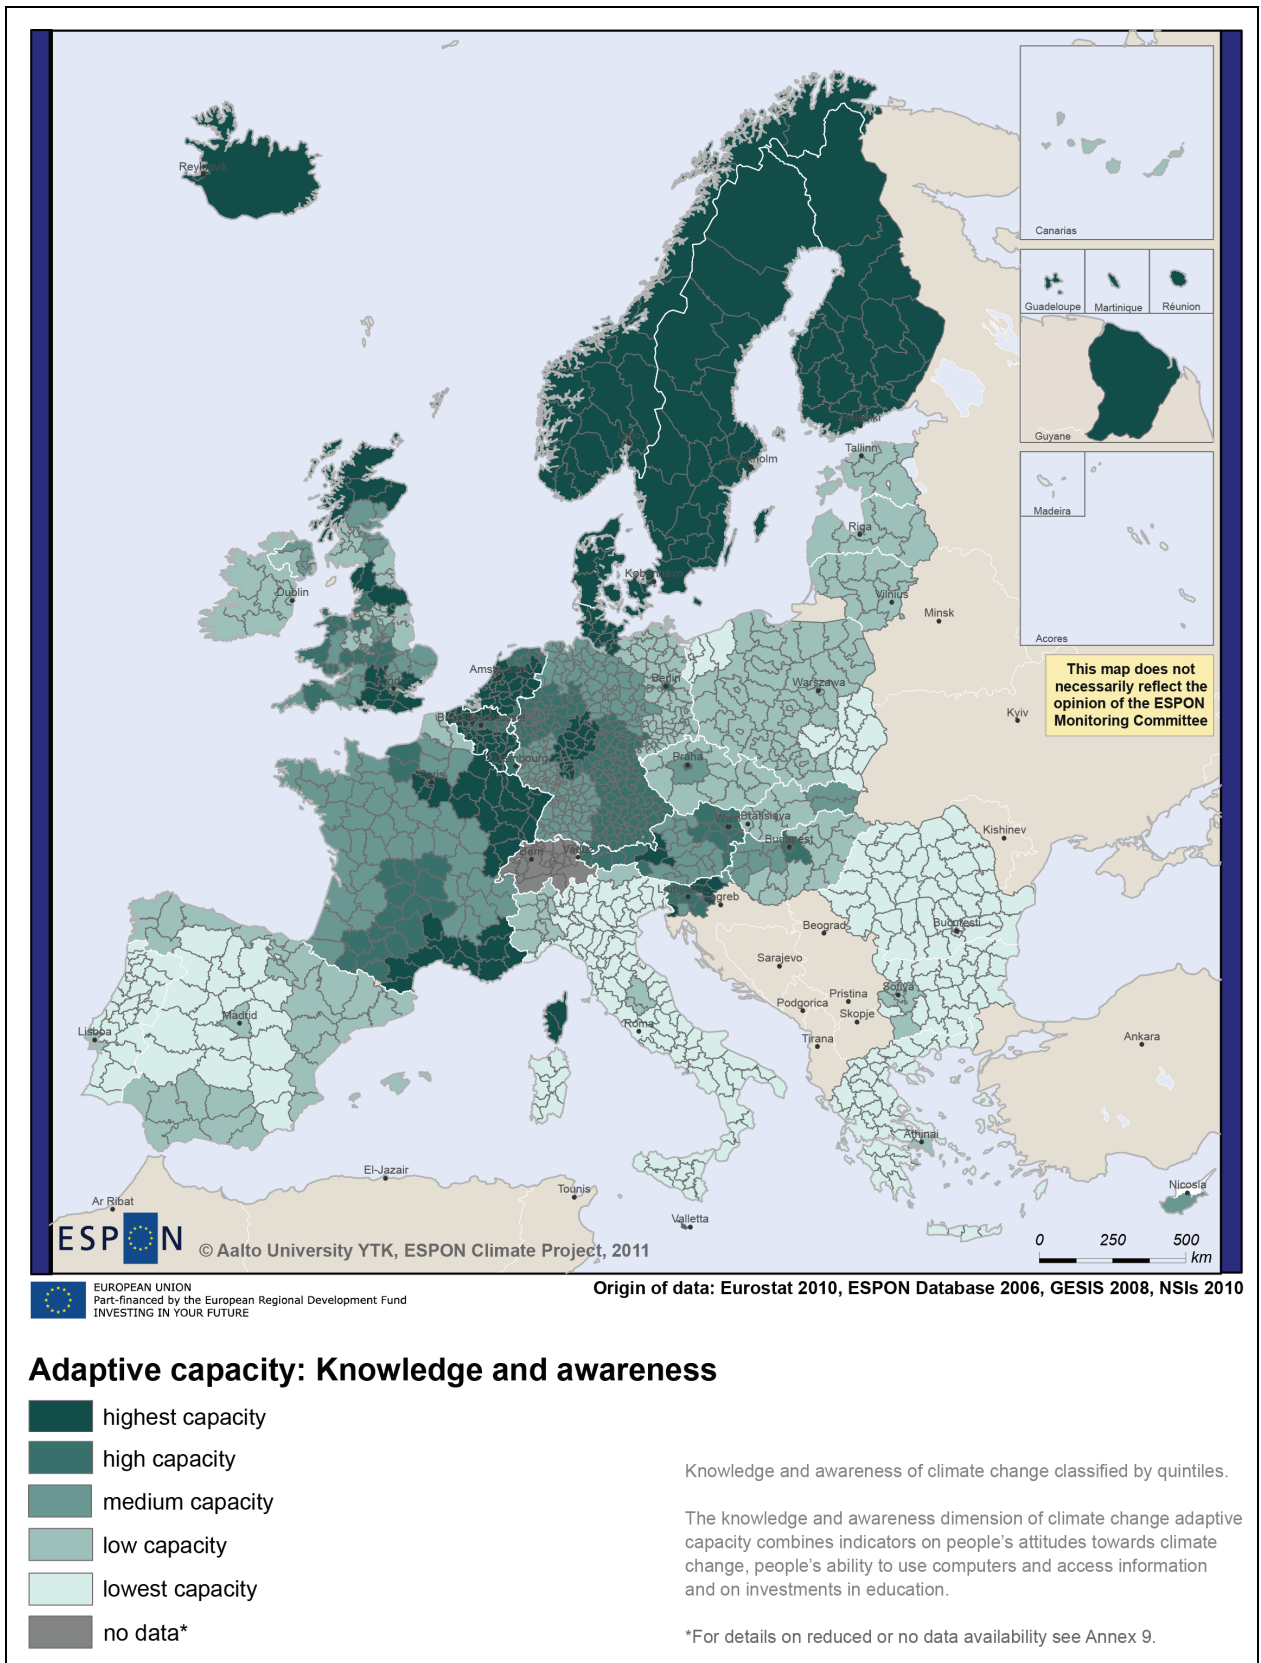 Reykjavik
Canarias
Guadeloupe
Martinique
Réunion
Guyane
Helsinki
Tallinn
Madeira
Riga
København
Dublin
Vilnius
Minsk
Acores
This map does not
necessarily reflect the
opinion of the ESPON
Monitoring Committee
Berlin
Warszawa
Kyiv
Praha
Paris
Bratislava
Kishinev
Budapest
Bern
Vaduz
Zagreb
Beograd
Bucuresti
Sarajevo
Sofiya
Pristina
Podgorica
Skopje
Madrid
Lisboa
Roma
Tirana
Ankara
Athinai
El-Jazair
Tounis
Nicosia
Ar Ribat
Valletta
ESPON
© Aalto University YTK, ESPON Climate Project, 2011
0 250 500
km
EUROPEAN UNION
Part-financed by the European Regional Development Fund
INVESTING IN YOUR FUTURE
Origin of data: Eurostat 2010, ESPON Database 2006, GESIS 2008, NSIs 2010
Adaptive capacity: Knowledge and awareness
highest capacity
high capacity
medium capacity
low capacity
lowest capacity
no data*
Knowledge and awareness of climate change classified by quintiles.
The knowledge and awareness dimension of climate change adaptive
capacity combines indicators on people's attitudes towards climate
change, people's ability to use computers and access information
and on investments in education.
*For details on reduced or no data availability see Annex 9.